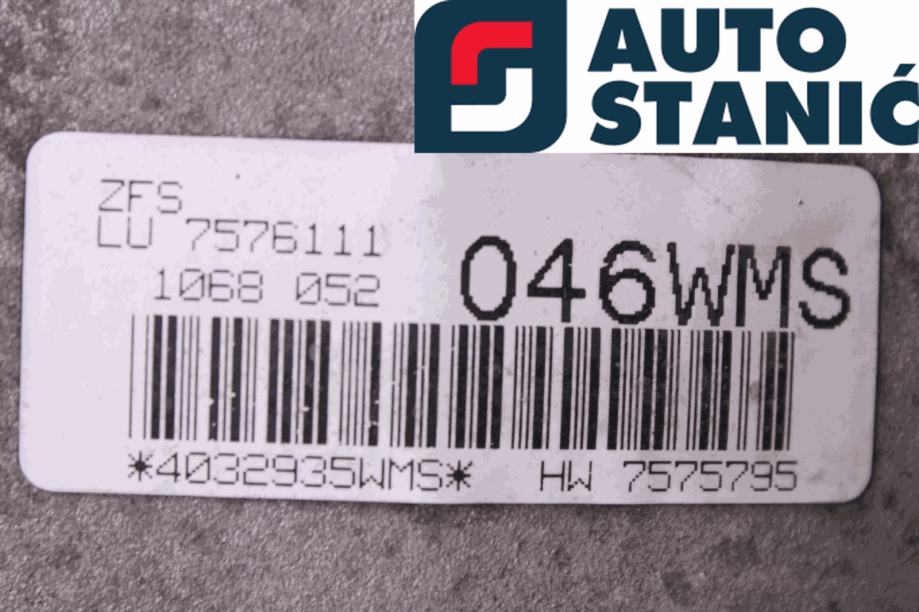 AUTO
STANIĆ
ZFS
LU 7576111
1068 052
046WMS
*4032935WMS* HW 7575795